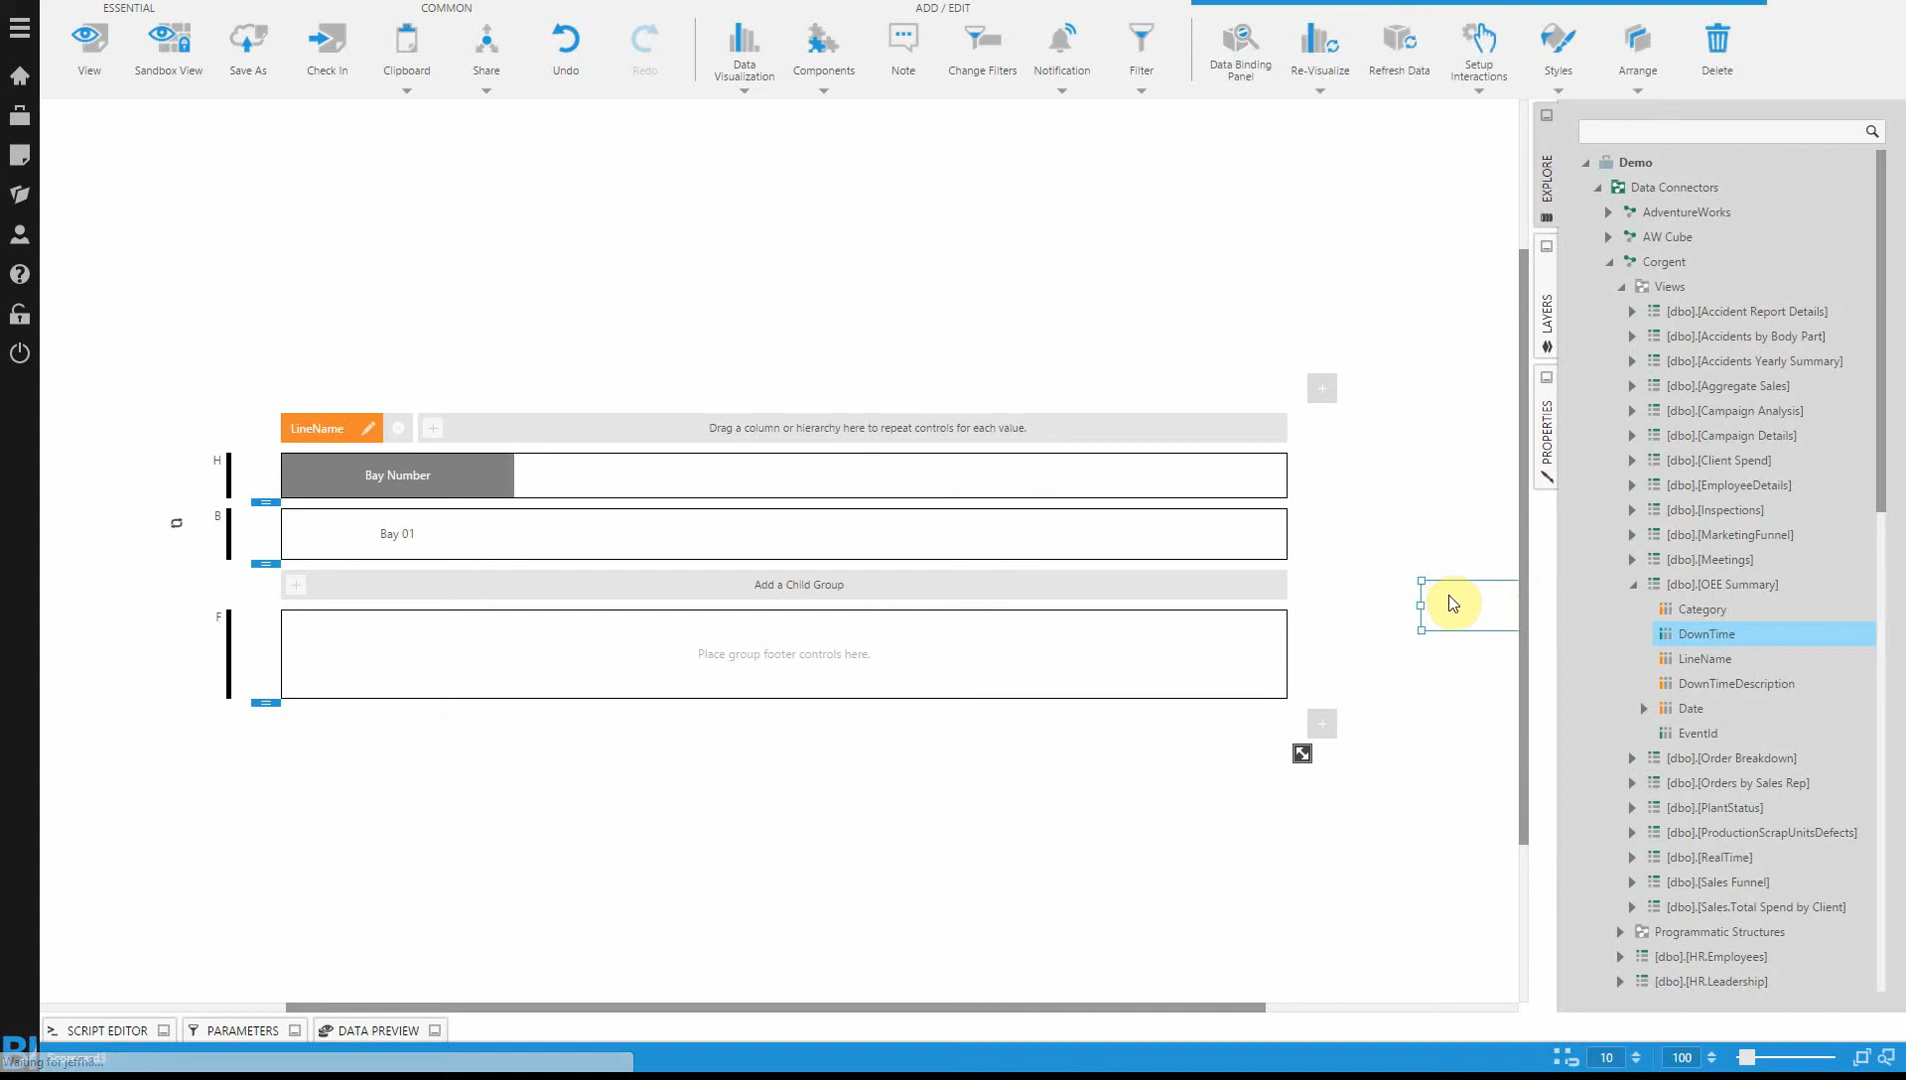 ESSENTIAL
COMMON
ADD / EDIT
View
Sandbox View
Save As
Check In
Clipboard
Share
Undo
Redo
Data
Visualization
Components
Note
Change Filters
Notification
Filter
Data Binding
Panel
Re-Visualize
Refresh Data
Setup
Interactions
Styles
Arrange
Delete
LineName
Drag a column or hierarchy here to repeat controls for each value.
H
Bay Number
B
Bay 01
Add a Child Group
F
Place group footer controls here.
EXPLORE
LAYERS
PROPERTIES
Demo
Data Connectors
AdventureWorks
AW Cube
Corgent
Views
[dbo].[Accident Report Details]
[dbo].[Accidents by Body Part]
[dbo].[Accidents Yearly Summary]
[dbo].[Aggregate Sales]
[dbo].[Campaign Analysis]
[dbo].[Campaign Details]
[dbo].[Client Spend]
[dbo].[EmployeeDetails]
[dbo].[Inspections]
[dbo].[MarketingFunnel]
[dbo].[Meetings]
[dbo].[OEE Summary]
Category
DownTime
LineName
DownTimeDescription
Date
EventId
[dbo].[Order Breakdown]
[dbo].[Orders by Sales Rep]
[dbo].[PlantStatus]
[dbo].[ProductionScrapUnitsDefects]
[dbo].[RealTime]
[dbo].[Sales Funnel]
[dbo].[Sales.Total Spend by Client]
Programmatic Structures
[dbo].[HR.Employees]
[dbo].[HR.Leadership]
SCRIPT EDITOR
PARAMETERS
DATA PREVIEW
10
100